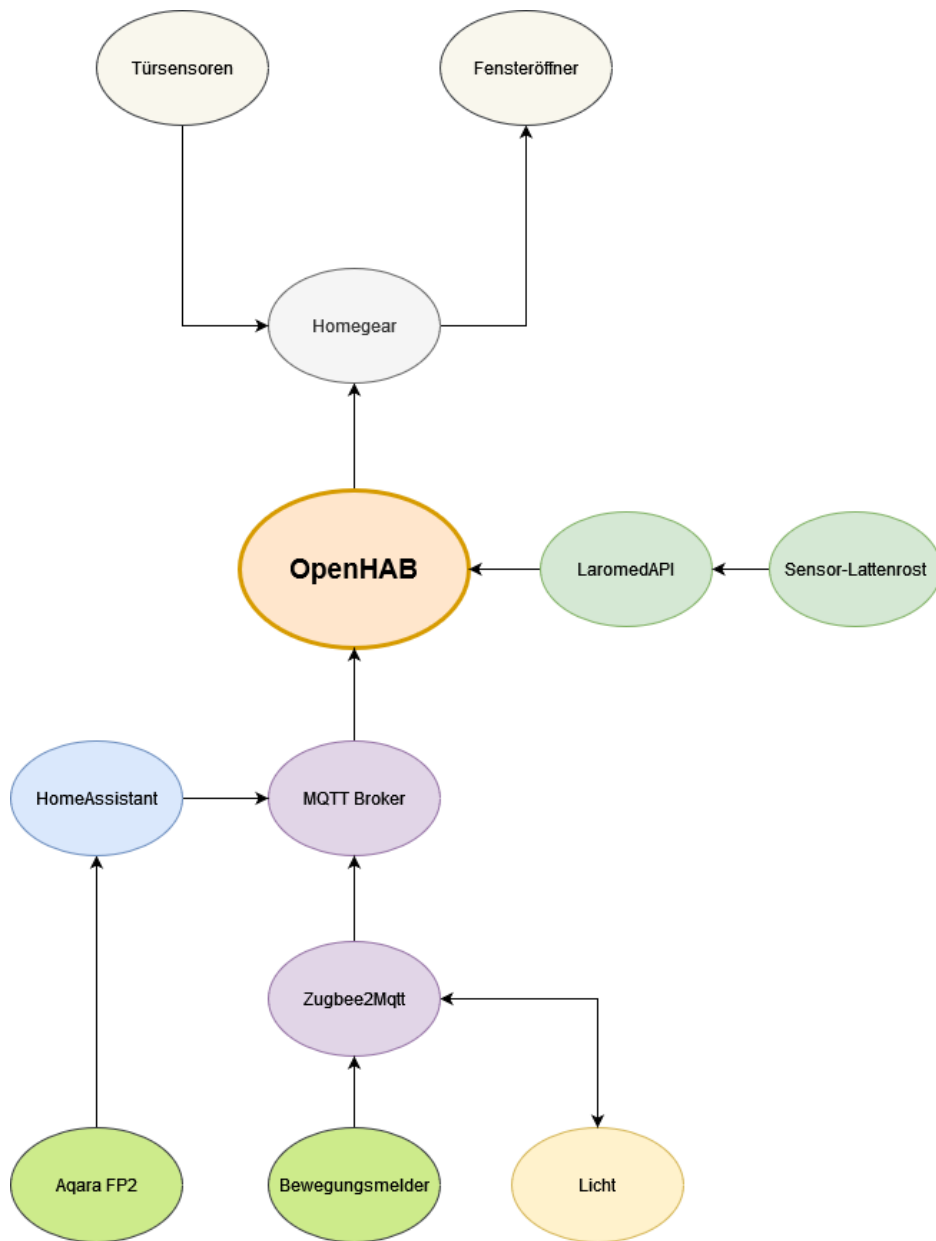 Türsensoren
Fensteröffner
Homegear
OpenHAB
LaromedAPI
Sensor-Lattenrost
HomeAssistant
MQTT Broker
Zugbee2Mqtt
Aqara FP2
Bewegungsmelder
Licht